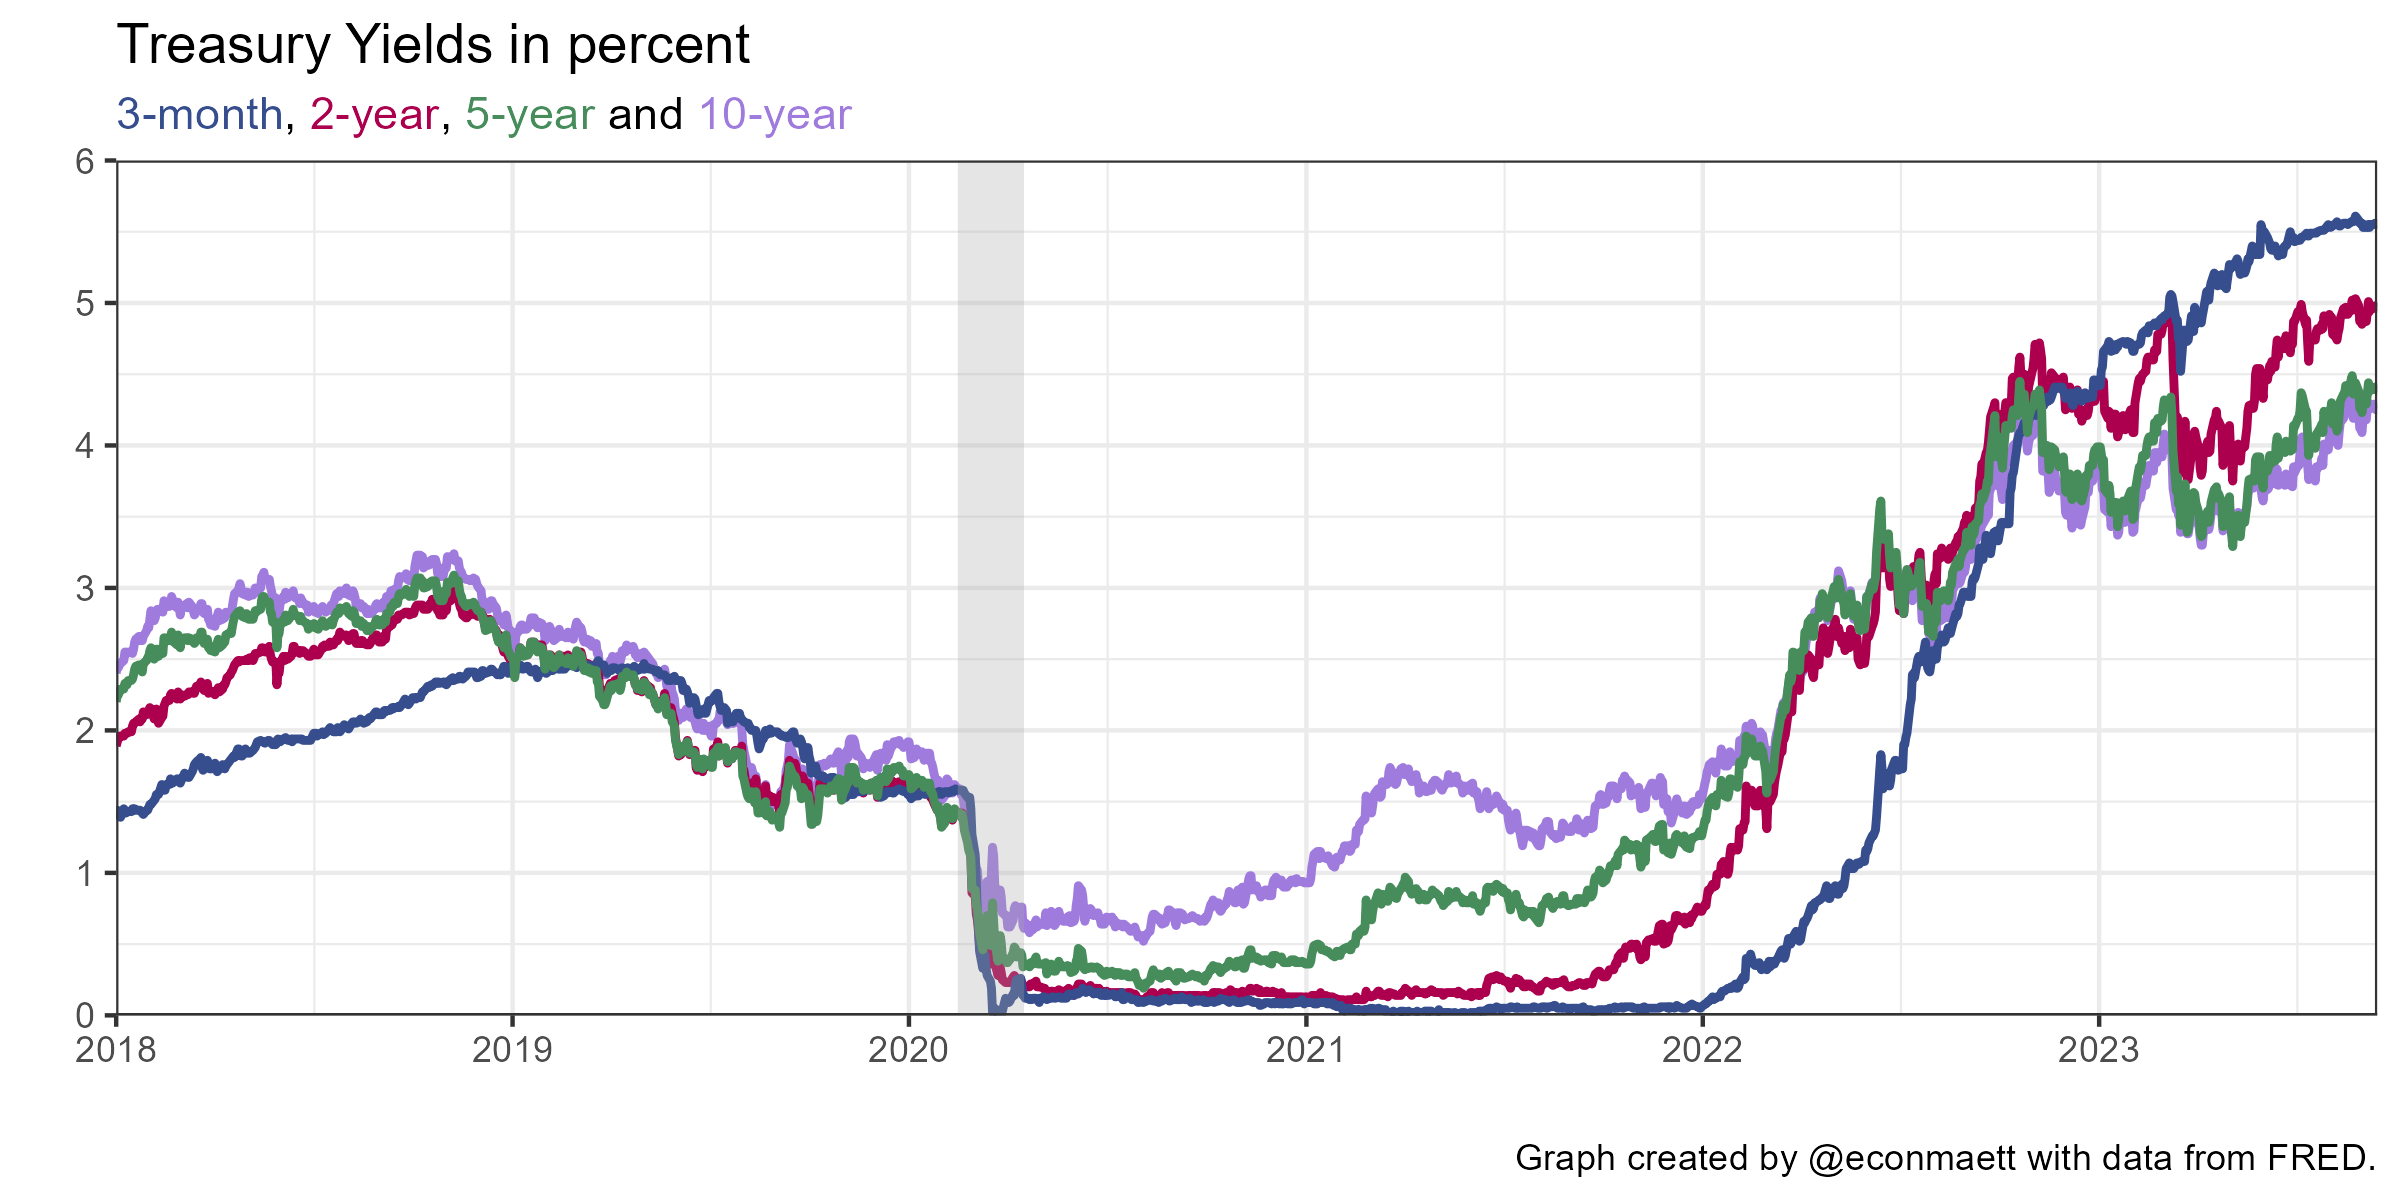 Treasury Yields in percent
3-month, 2-year, 5-year and 10-year
6
5
4
3
2
1
0
2018 2019 2020 2021 2022 2023
Graph created by @econmaett with data from FRED.